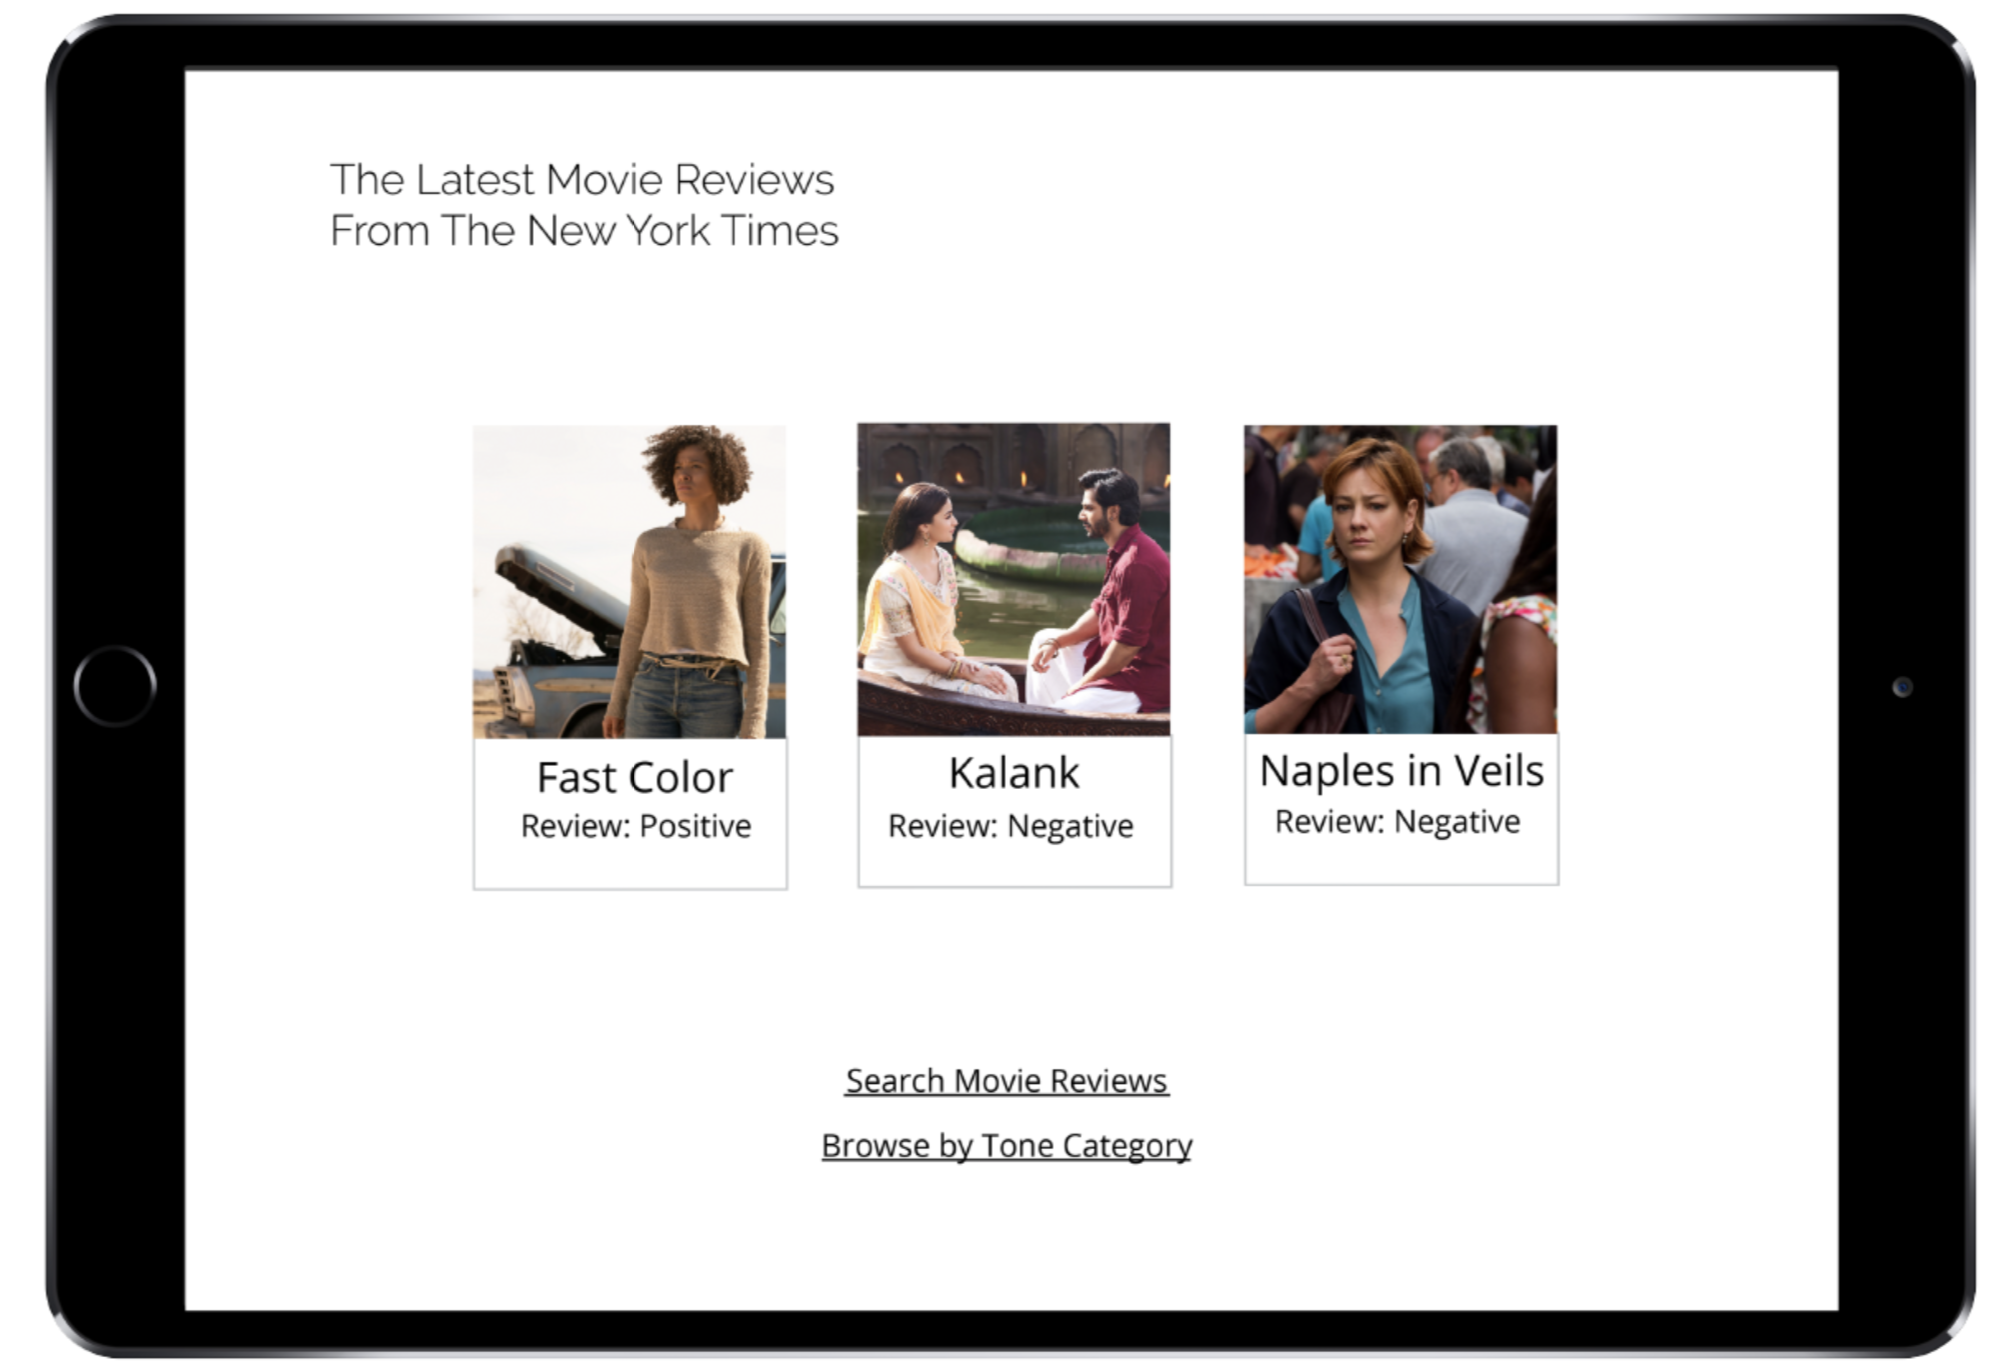 The Latest Movie Reviews
From The New York Times
Fast Color
Review: Positive
Kalank
Review: Negative
Naples in Veils
Review: Negative
Search Movie Reviews
Browse by Tone Category